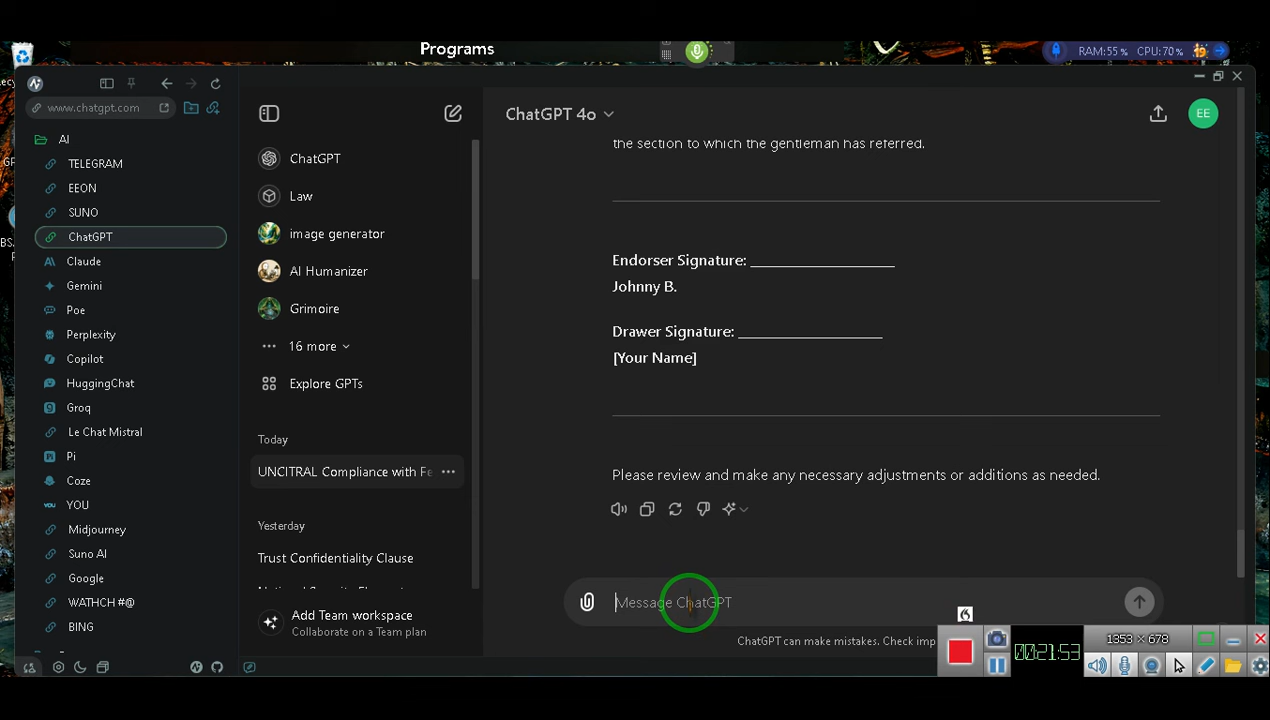 Programs
RAM:55 % CPU:70 %
www.chatgpt.com
AI
TELEGRAM
EEON
SUNO
ChatGPT
Claude
Gemini
Poe
Perplexity
Copilot
HuggingChat
Groq
Le Chat Mistral
Pi
Coze
YOU
Midjourney
Suno AI
Google
WATHCH #@
BING
ChatGPT
Law
image generator
AI Humanizer
Grimoire
16 more
Explore GPTs
Today
UNCITRAL Compliance with Fe
Yesterday
Trust Confidentiality Clause
Add Team workspace
Collaborate on a Team plan
ChatGPT 4o
EE
the section to which the gentleman has referred.
Endorser Signature: ___________________
Johnny B.
Drawer Signature: ___________________
[Your Name]
Please review and make any necessary adjustments or additions as needed.
Message ChatGPT
ChatGPT can make mistakes. Check imp
00:21:53
1353 × 678